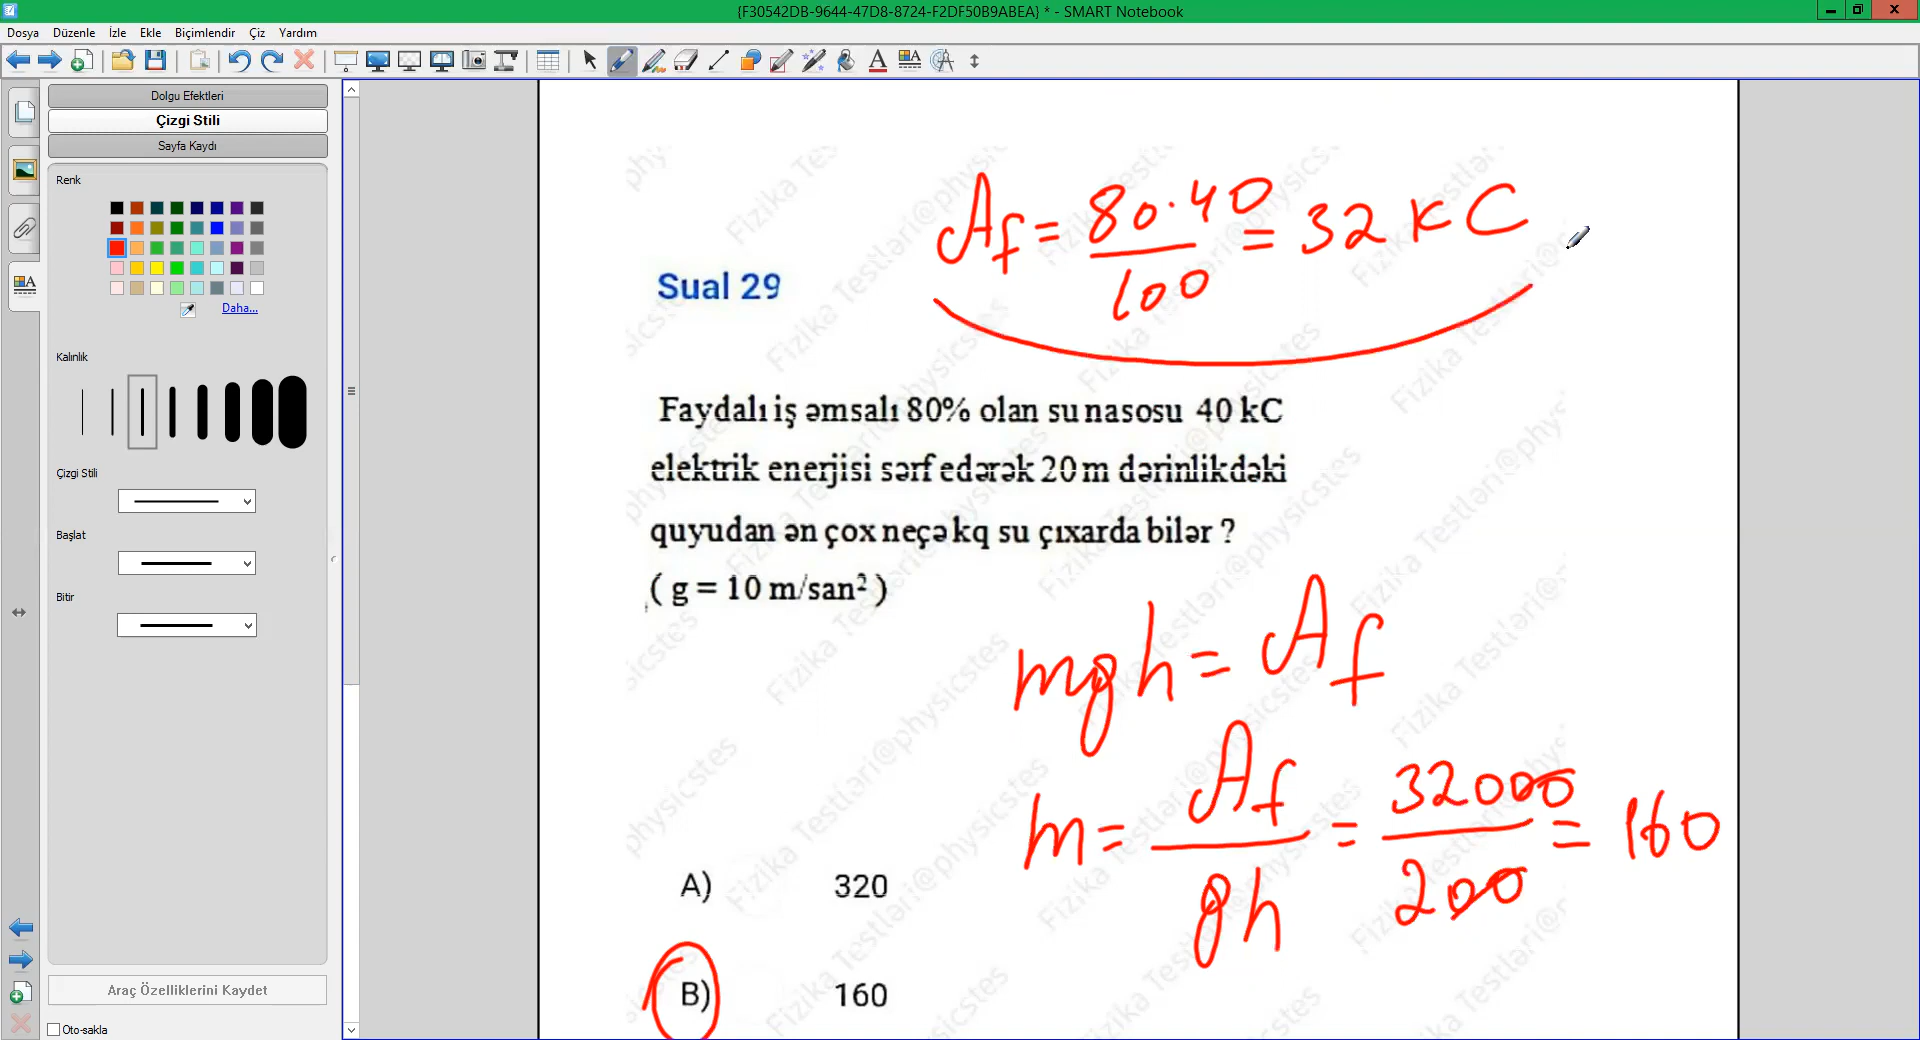 {F30542DB-9644-47D8-8724-F2DF50B9ABEA} * - SMART Notebook
Dosya Düzenle İzle Ekle Biçimlendir Çiz Yardım
Dolgu Efektleri
Çizgi Stili
Sayfa Kaydı
Renk
Daha...
Kalınlık
Çizgi Stili
Başlat
Bitir
Araç Özelliklerini Kaydet
Oto-sakla
Af = 80·40/100 = 32 kC
Sual 29
Faydalı iş əmsalı 80% olan su nasosu 40 kC
elektrik enerjisi sərf edərək 20 m dərinlikdəki
quyudan ən çox neçə kq su çıxarda bilər ?
( g = 10 m/san² )
mgh = Af
m = Af/gh = 32000/200 = 160
A) 320
B) 160
Fizika Testləri@physicstes